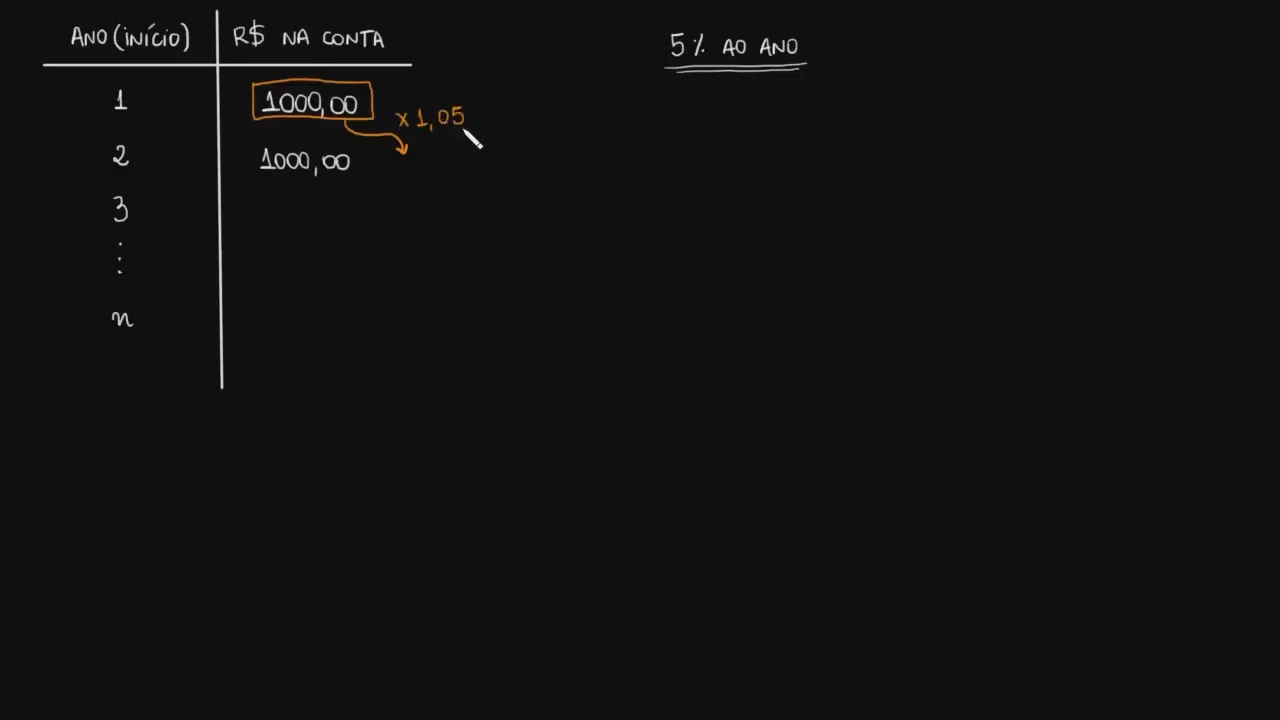 ANO (INÍCIO) R$ NA CONTA
5% AO ANO
1 1000,00
x 1,05
2 1000,00
3
⋮
n